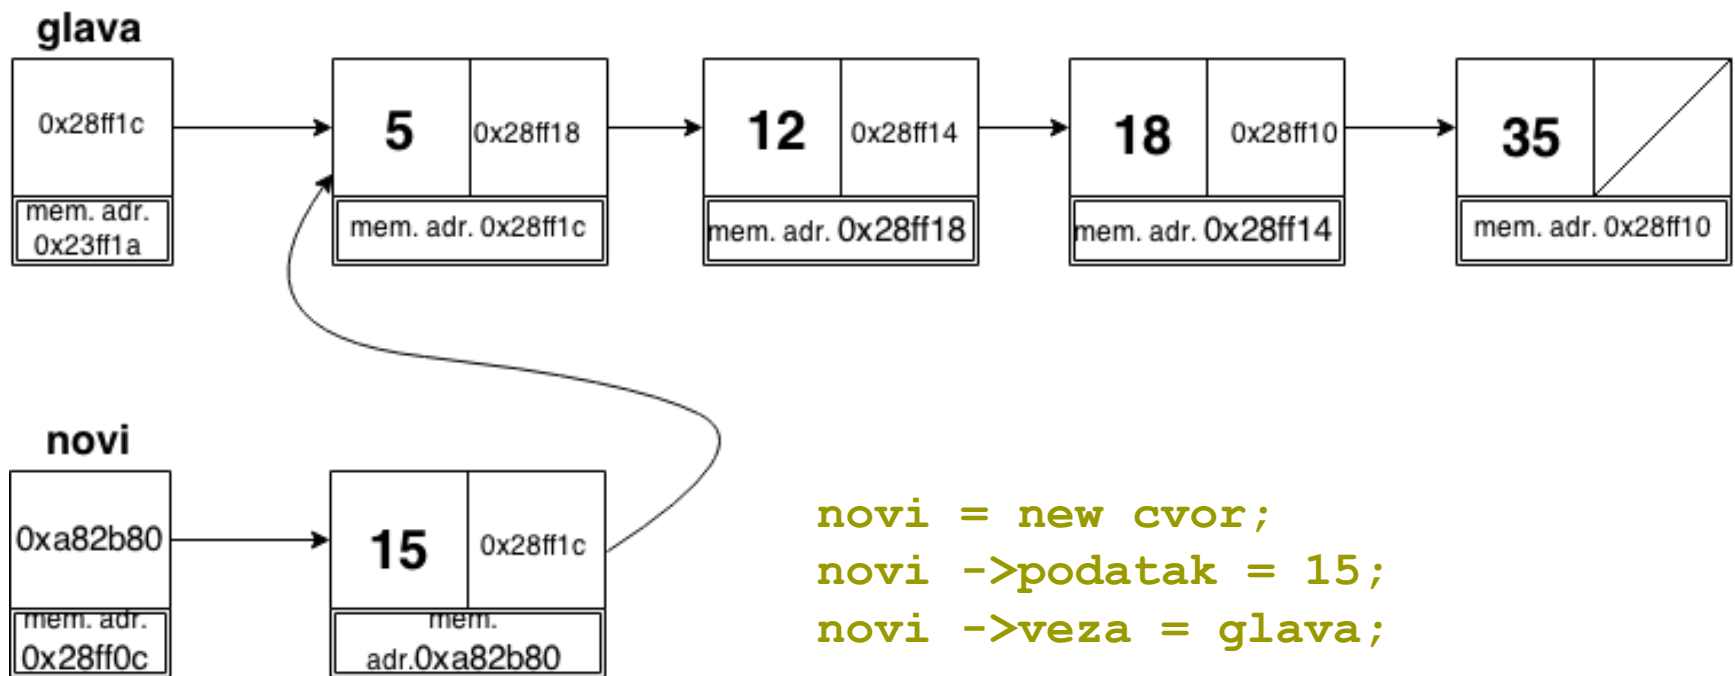 glava
0x28ff1c
mem. adr.
0x23ff1a
5
0x28ff18
mem. adr. 0x28ff1c
12
0x28ff14
mem. adr. 0x28ff18
18
0x28ff10
mem. adr. 0x28ff14
35
mem. adr. 0x28ff10
novi
0xa82b80
mem. adr.
0x28ff0c
15
0x28ff1c
mem.
adr.0xa82b80
novi = new cvor;
novi ->podatak = 15;
novi ->veza = glava;